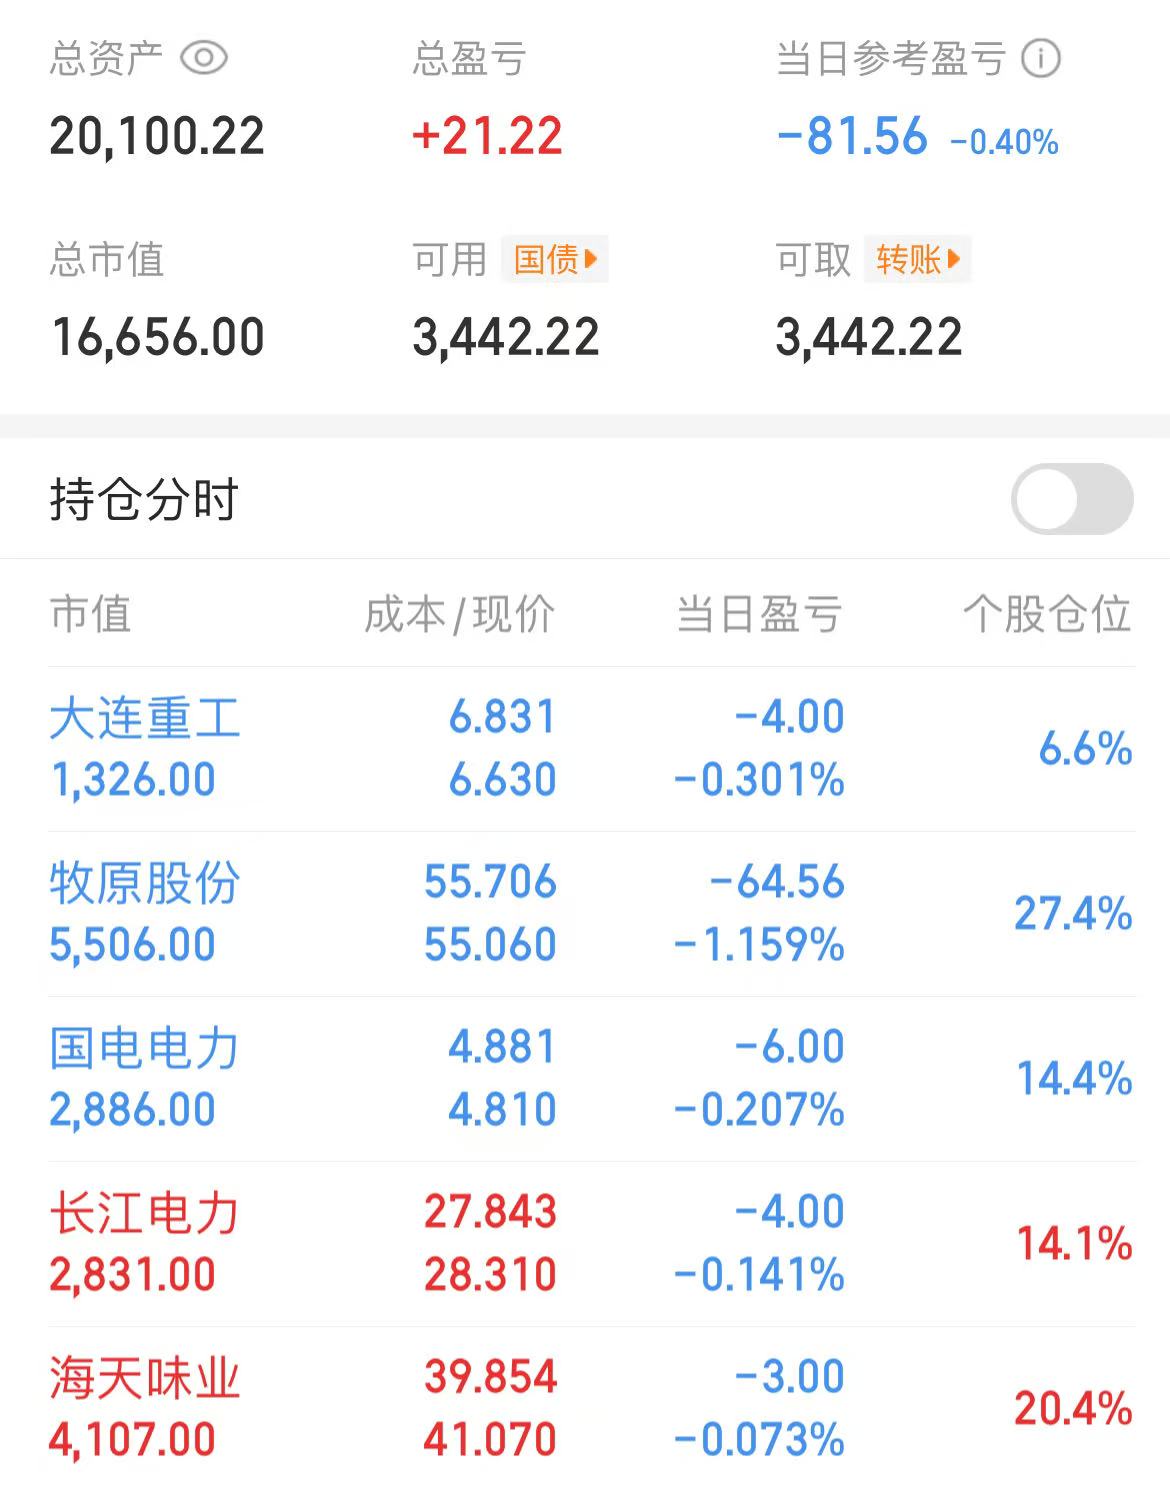 总资产 总盈亏 当日参考盈亏
20,100.22 +21.22 -81.56 -0.40%
总市值 可用 国债 可取 转账
16,656.00 3,442.22 3,442.22
持仓分时
市值 成本/现价 当日盈亏 个股仓位
大连重工 6.831 -4.00 6.6%
1,326.00 6.630 -0.301%
牧原股份 55.706 -64.56 27.4%
5,506.00 55.060 -1.159%
国电电力 4.881 -6.00 14.4%
2,886.00 4.810 -0.207%
长江电力 27.843 -4.00 14.1%
2,831.00 28.310 -0.141%
海天味业 39.854 -3.00 20.4%
4,107.00 41.070 -0.073%